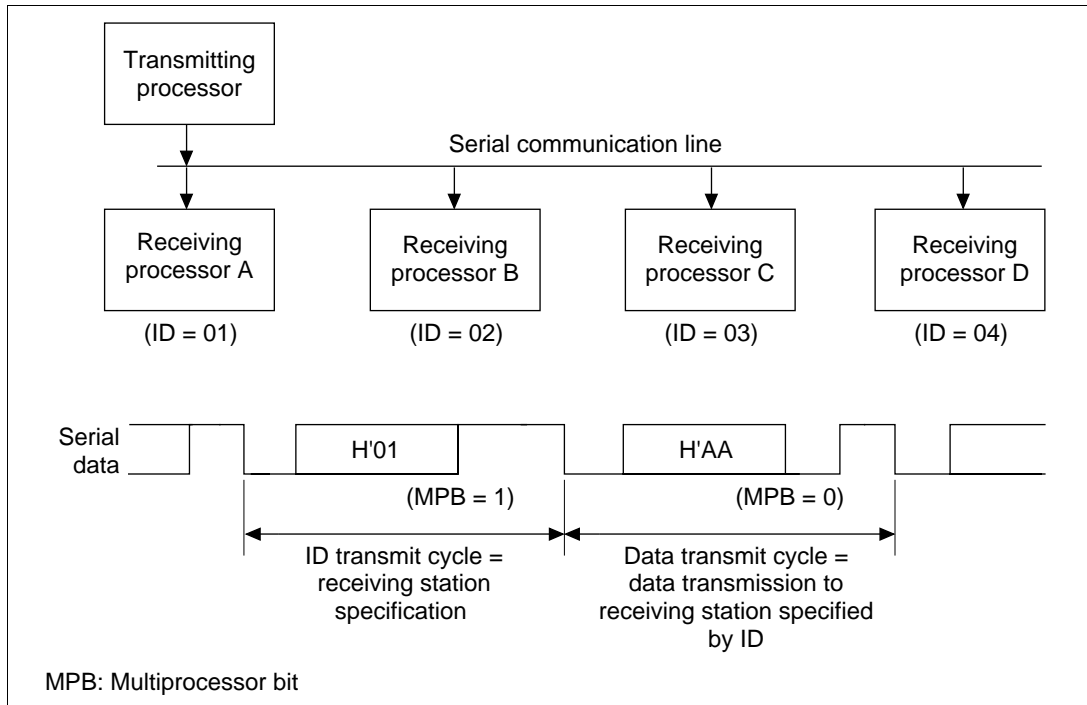 Transmitting
processor
Serial communication line
Receiving
processor A
(ID = 01)
Receiving
processor B
(ID = 02)
Receiving
processor C
(ID = 03)
Receiving
processor D
(ID = 04)
Serial
data
H'01
H'AA
(MPB = 1)
(MPB = 0)
ID transmit cycle =
receiving station
specification
Data transmit cycle =
data transmission to
receiving station specified
by ID
MPB: Multiprocessor bit